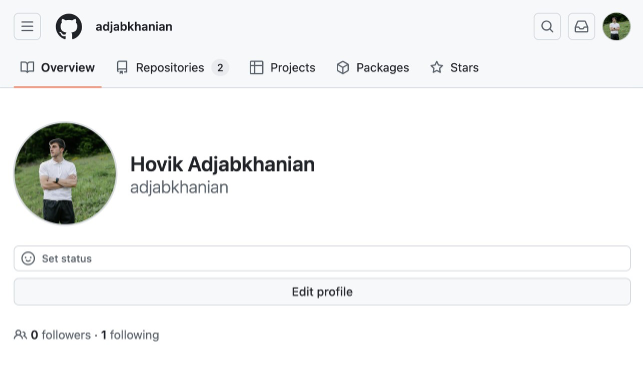 adjabkhanian
Overview Repositories 2 Projects Packages Stars
Hovik Adjabkhanian
adjabkhanian
Set status
Edit profile
0 followers · 1 following